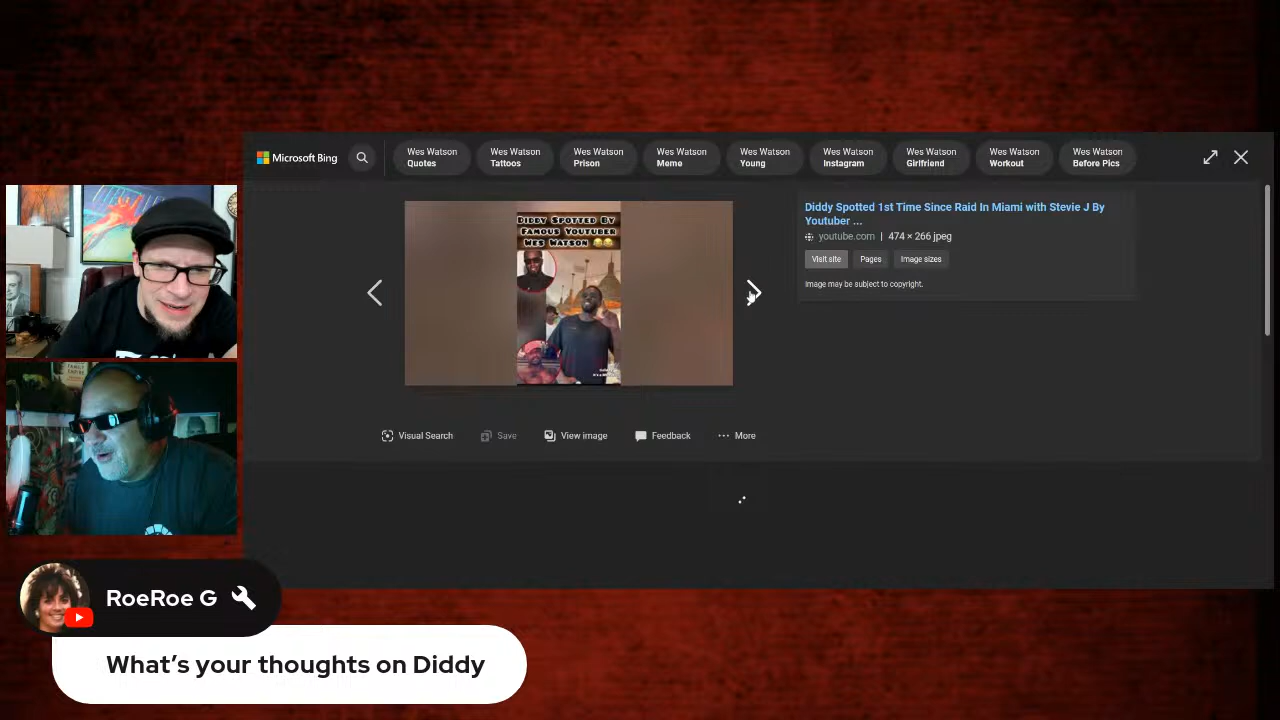 Microsoft Bing
Wes Watson
Quotes
Wes Watson
Tattoos
Wes Watson
Prison
Wes Watson
Meme
Wes Watson
Young
Wes Watson
Instagram
Wes Watson
Girlfriend
Wes Watson
Workout
Wes Watson
Before Pics
DIDDY SPOTTED BY
FAMOUS YOUTUBER
WES WATSON 😂😂
Diddy Spotted 1st Time Since Raid In Miami with Stevie J By
Youtuber ...
youtube.com | 474 × 266 jpeg
Visit site
Pages
Image sizes
Image may be subject to copyright.
Visual Search
Save
View image
Feedback
More
RoeRoe G
What's your thoughts on Diddy